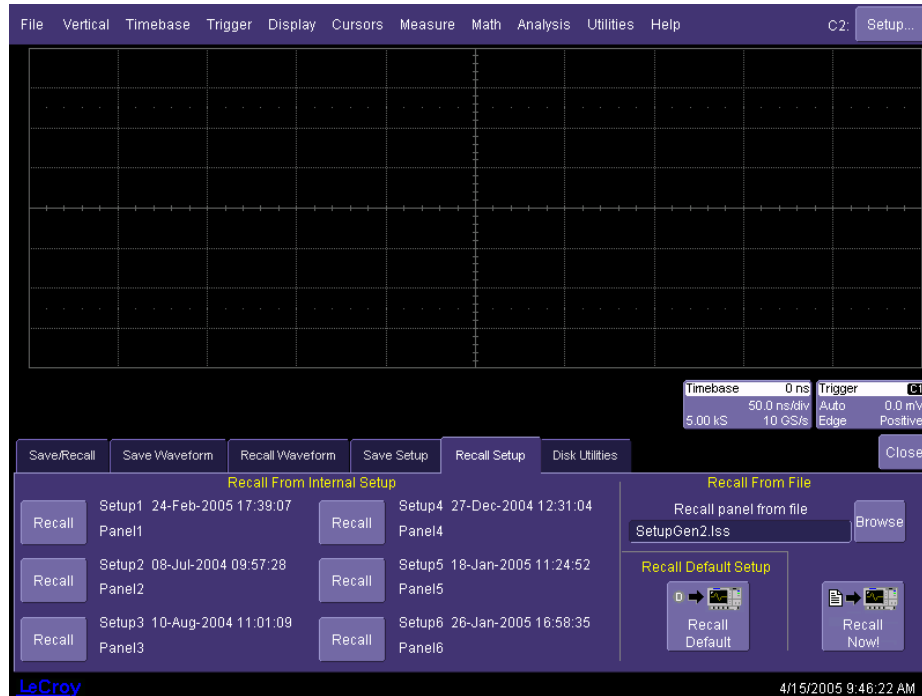 File Vertical Timebase Trigger Display Cursors Measure Math Analysis Utilities Help C2: Setup...
Timebase 0 ns
50.0 ns/div
5.00 kS 10 GS/s
Trigger C1
Auto 0.0 mV
Edge Positive
Save/Recall Save Waveform Recall Waveform Save Setup Recall Setup Disk Utilities Close
Recall From Internal Setup
Recall Setup1 24-Feb-2005 17:39:07
Panel1
Recall Setup2 08-Jul-2004 09:57:28
Panel2
Recall Setup3 10-Aug-2004 11:01:09
Panel3
Recall Setup4 27-Dec-2004 12:31:04
Panel4
Recall Setup5 18-Jan-2005 11:24:52
Panel5
Recall Setup6 26-Jan-2005 16:58:35
Panel6
Recall From File
Recall panel from file
SetupGen2.lss Browse
Recall Default Setup
D
Recall
Default
Recall
Now!
LeCroy 4/15/2005 9:46:22 AM